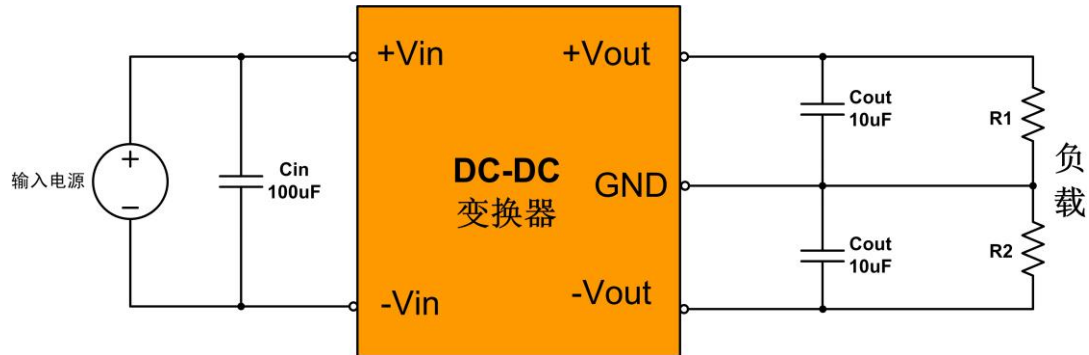 +Vin
+Vout
Cout
10uF
R1
输入电源
+
−
Cin
100uF
DC-DC
变换器
GND
负
载
Cout
10uF
R2
-Vin
-Vout